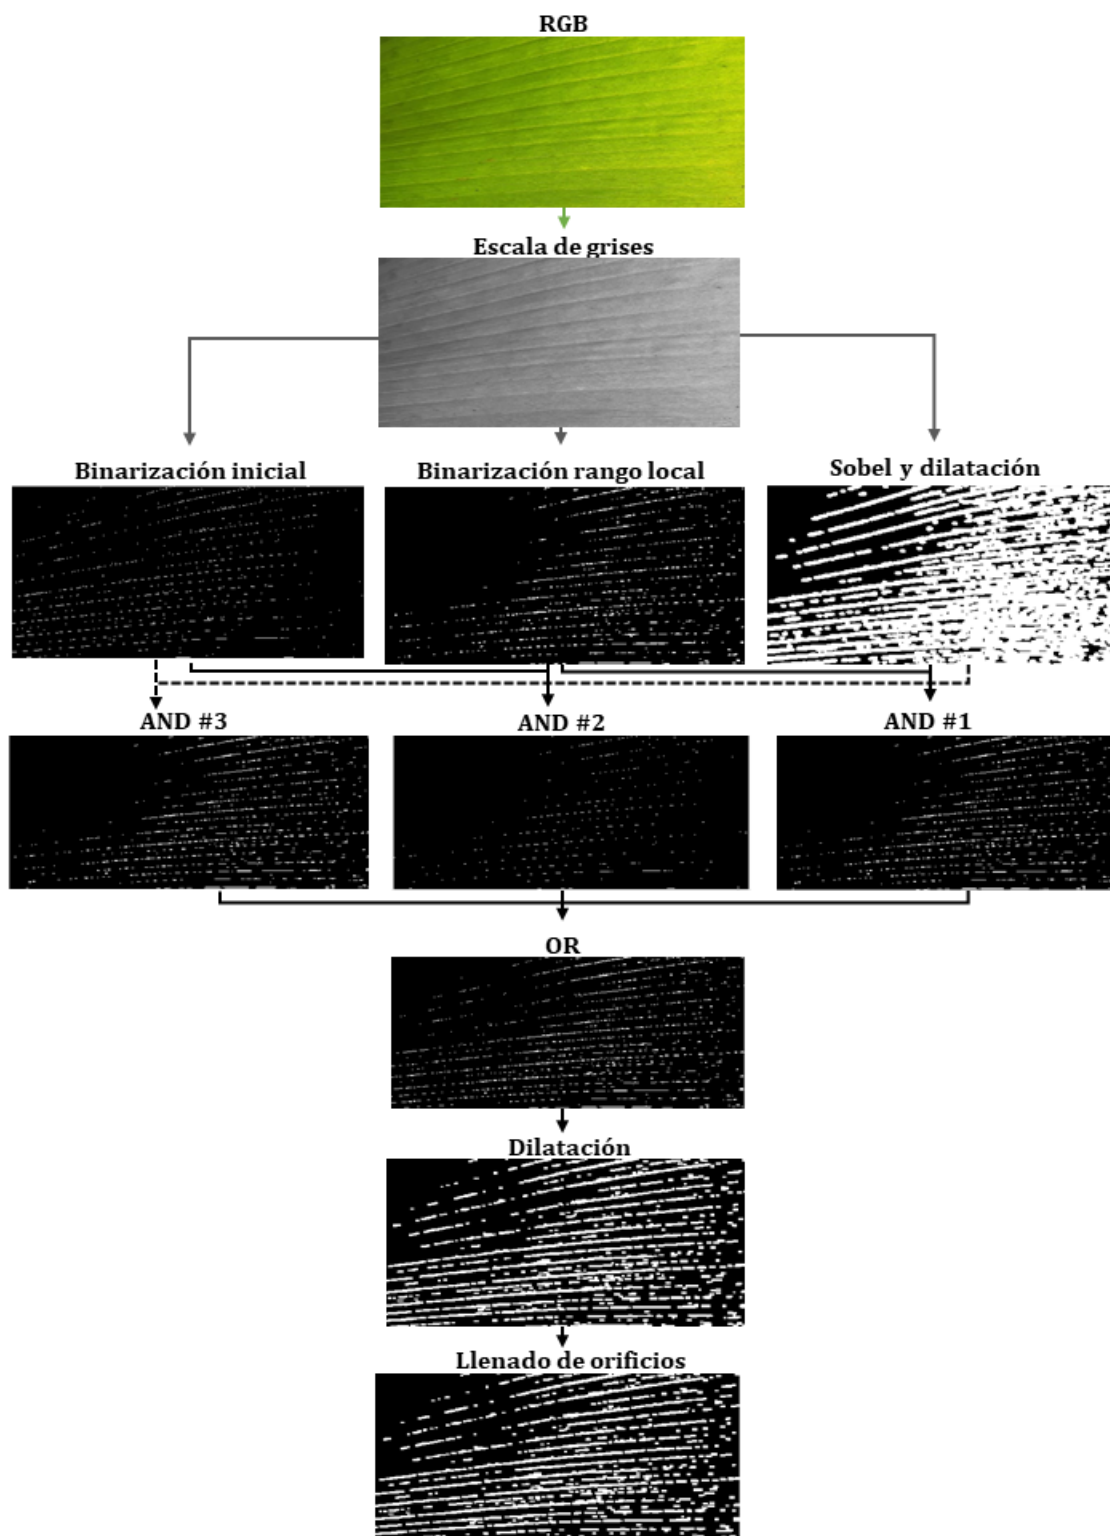 RGB
Escala de grises
Binarización inicial
Binarización rango local
Sobel y dilatación
AND #3
AND #2
AND #1
OR
Dilatación
Llenado de orificios